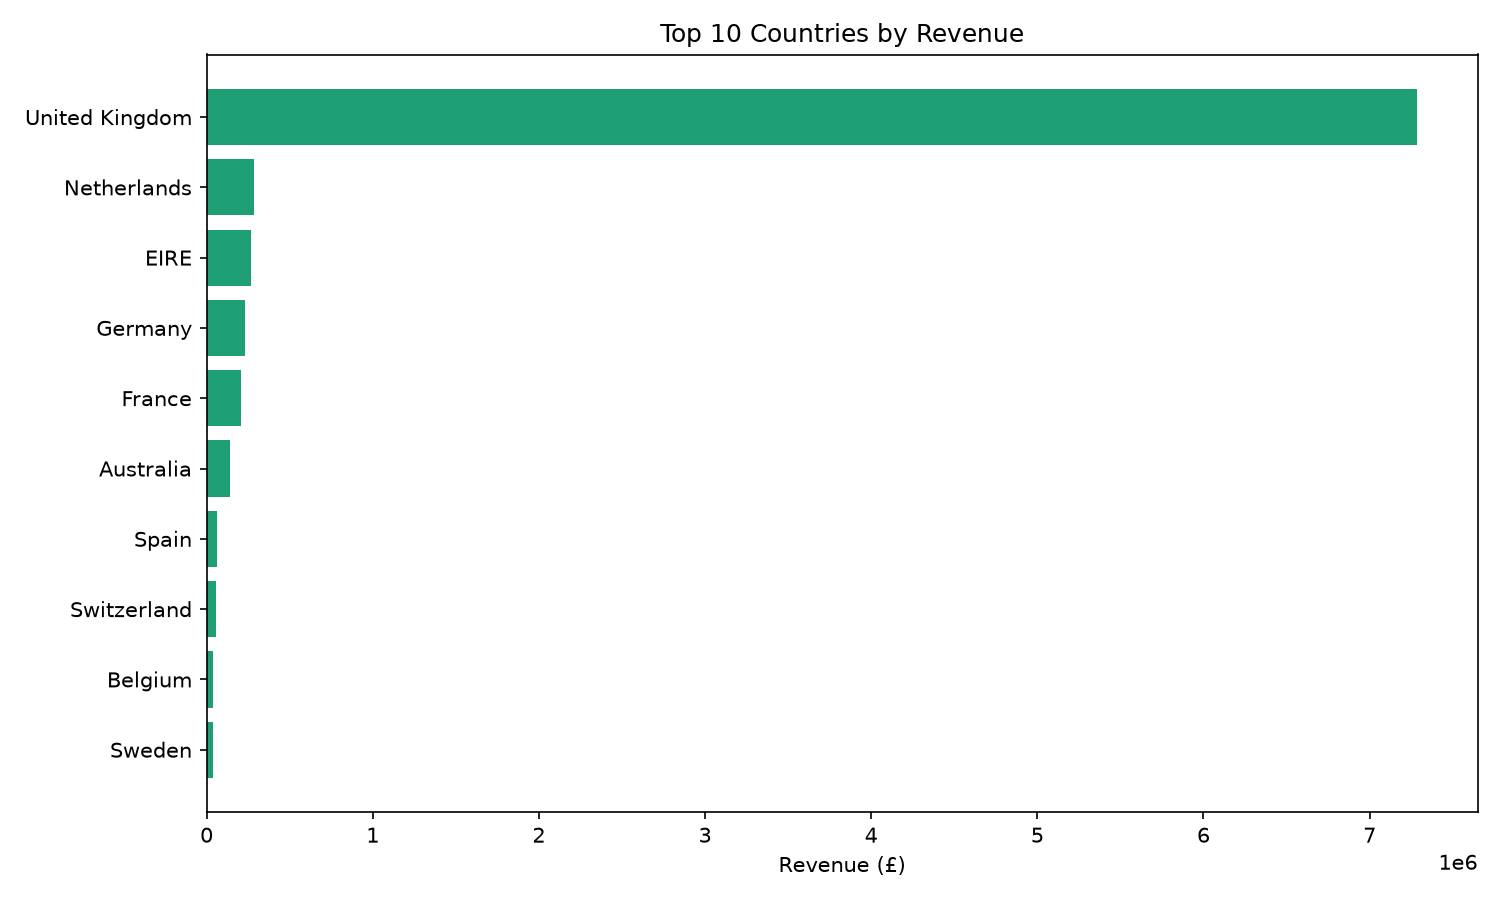 Top 10 Countries by Revenue
United Kingdom
Netherlands
EIRE
Germany
France
Australia
Spain
Switzerland
Belgium
Sweden
0 1 2 3 4 5 6 7
Revenue (£)
1e6